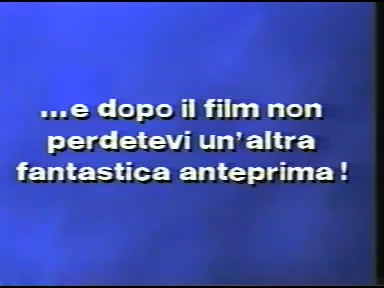 ...e dopo il film non
perdetevi un'altra
fantastica anteprima!